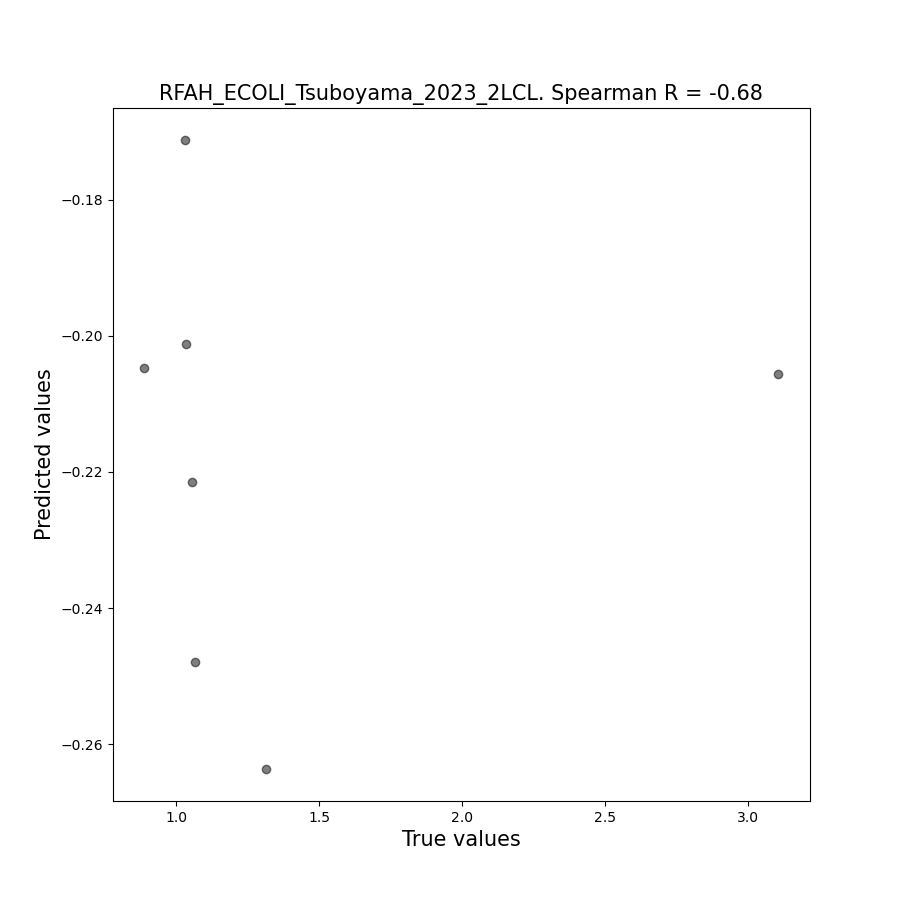 RFAH_ECOLI_Tsuboyama_2023_2LCL. Spearman R = -0.68
−0.18
−0.20
−0.22
−0.24
−0.26
Predicted values
1.0 1.5 2.0 2.5 3.0
True values